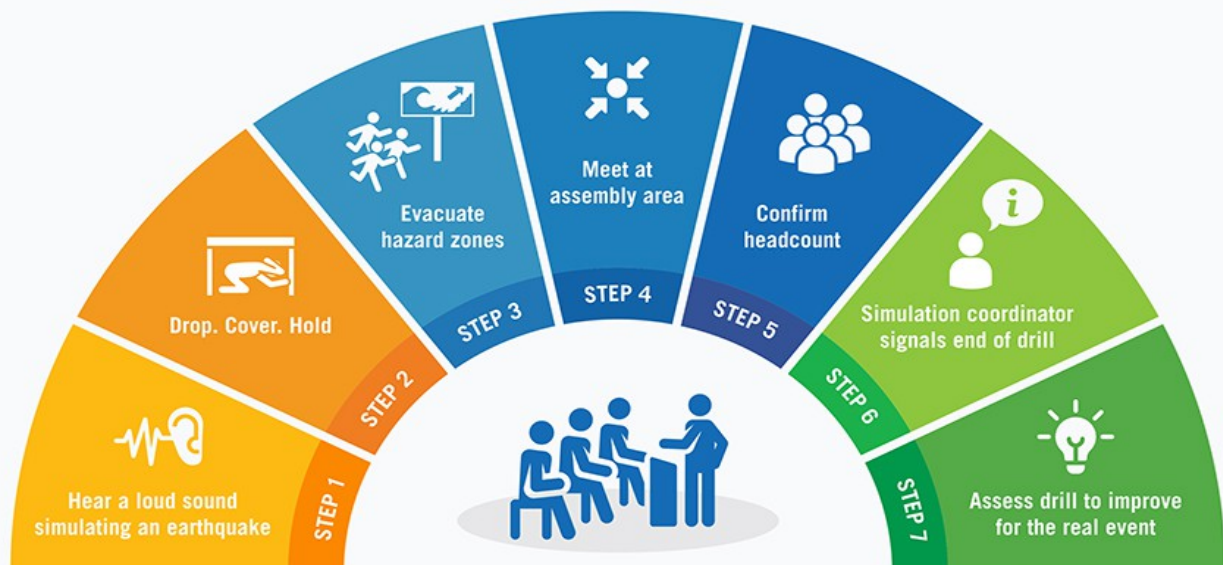 STEP 1
Hear a loud sound
simulating an earthquake
STEP 2
Drop. Cover. Hold
STEP 3
Evacuate
hazard zones
STEP 4
Meet at
assembly area
STEP 5
Confirm
headcount
STEP 6
i
Simulation coordinator
signals end of drill
STEP 7
Assess drill to improve
for the real event